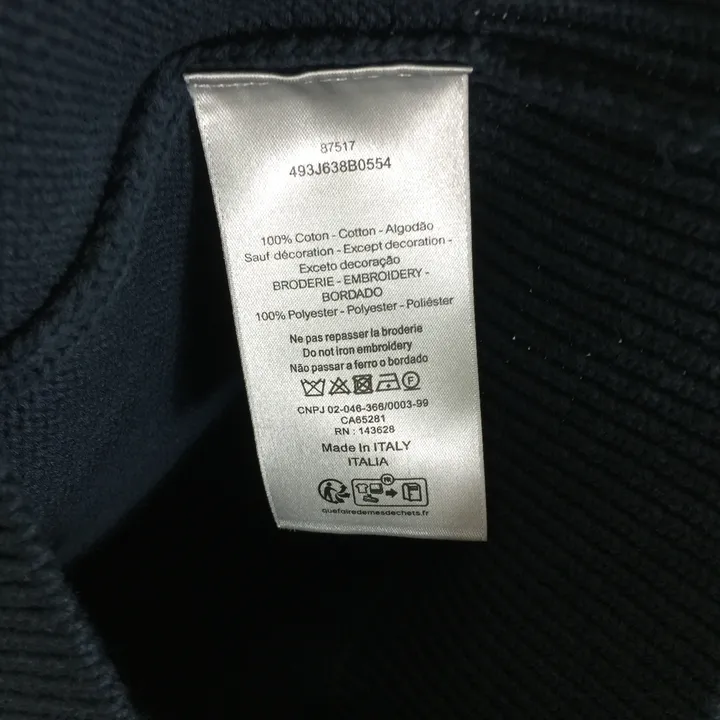 87517
493J638B0554
100% Coton - Cotton - Algodão
Sauf décoration - Except decoration -
Exceto decoração
BRODERIE - EMBROIDERY -
BORDADO
100% Polyester - Polyester - Poliéster
Ne pas repasser la broderie
Do not iron embroidery
Não passar a ferro o bordado
F
CNPJ 02-046-366/0003-99
CA65281
RN : 143628
Made in ITALY
ITALIA
FR
quefairedemesdechets.fr